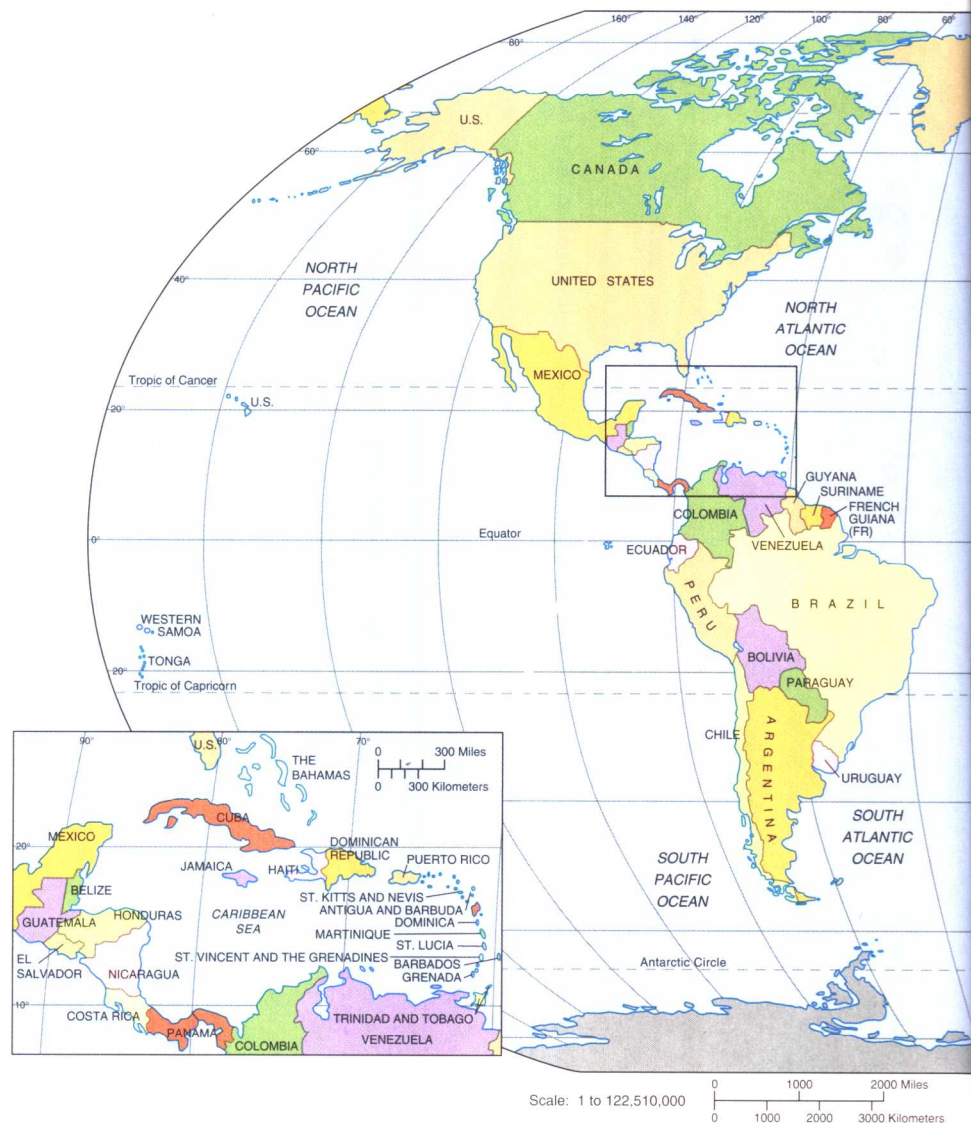 160° 140° 120° 100° 80° 60°
80°
U.S.
60°
CANADA
NORTH
PACIFIC
OCEAN
40°
UNITED STATES
NORTH
ATLANTIC
OCEAN
Tropic of Cancer
MEXICO
U.S.
20°
GUYANA
SURINAME
FRENCH
GUIANA
(FR)
COLOMBIA
VENEZUELA
Equator
0°
ECUADOR
PERU
BRAZIL
WESTERN
SAMOA
TONGA
BOLIVIA
20°
PARAGUAY
Tropic of Capricorn
CHILE
ARGENTINA
URUGUAY
SOUTH
ATLANTIC
OCEAN
SOUTH
PACIFIC
OCEAN
Antarctic Circle
90° 80° 70°
U.S.
0 300 Miles
0 300 Kilometers
THE
BAHAMAS
CUBA
MEXICO
20°
DOMINICAN
REPUBLIC
JAMAICA
HAITI
PUERTO RICO
BELIZE
ST. KITTS AND NEVIS
ANTIGUA AND BARBUDA
GUATEMALA
HONDURAS
CARIBBEAN
SEA
DOMINICA
MARTINIQUE
ST. LUCIA
EL
SALVADOR
ST. VINCENT AND THE GRENADINES
BARBADOS
GRENADA
NICARAGUA
10°
COSTA RICA
PANAMA
TRINIDAD AND TOBAGO
VENEZUELA
COLOMBIA
Scale: 1 to 122,510,000
0 1000 2000 Miles
0 1000 2000 3000 Kilometers